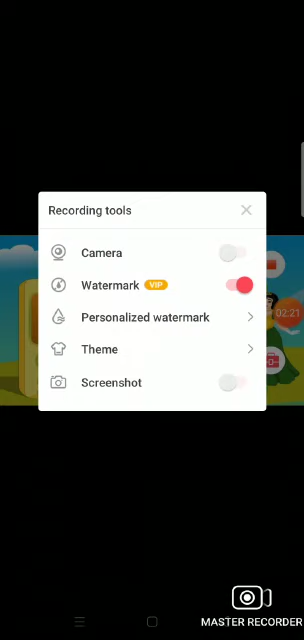 Recording tools
Camera
Watermark VIP
Personalized watermark
Theme
Screenshot
02:21
MASTER RECORDER